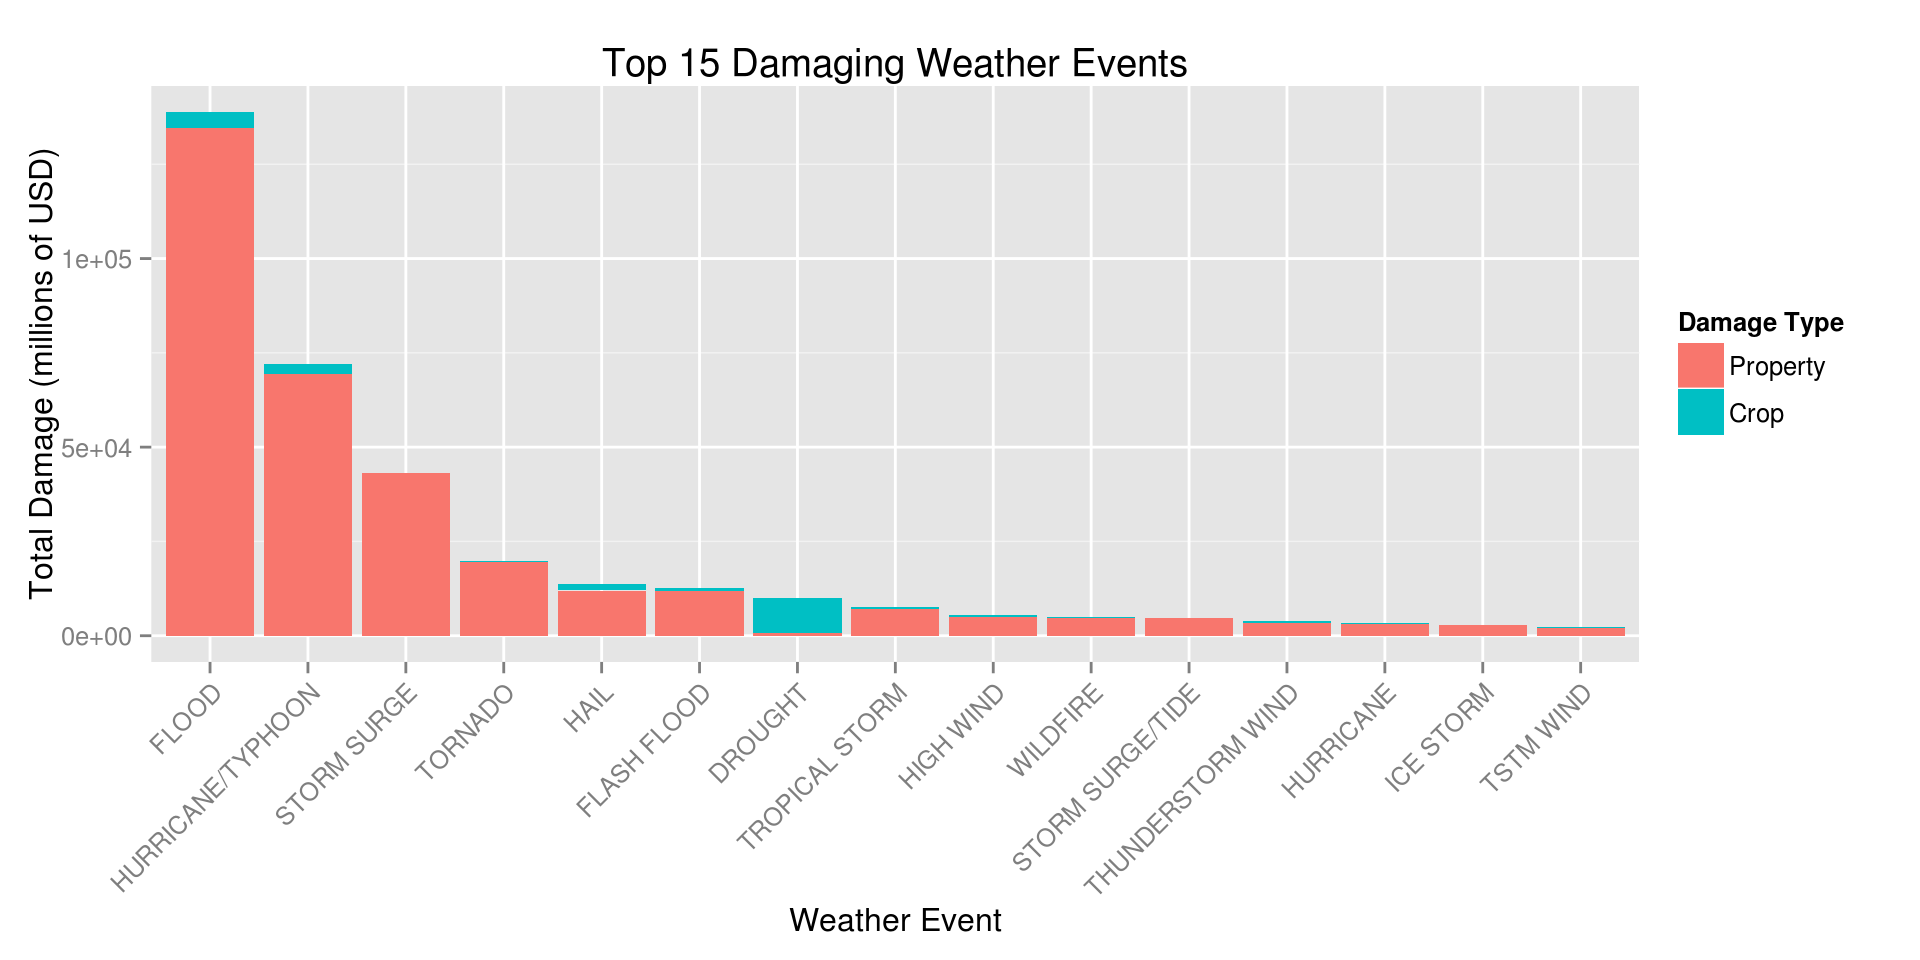 Top 15 Damaging Weather Events
Total Damage (millions of USD)
1e+05
5e+04
0e+00
FLOOD
HURRICANE/TYPHOON
STORM SURGE
TORNADO
HAIL
FLASH FLOOD
DROUGHT
TROPICAL STORM
HIGH WIND
WILDFIRE
STORM SURGE/TIDE
THUNDERSTORM WIND
HURRICANE
ICE STORM
TSTM WIND
Weather Event
Damage Type
Property
Crop